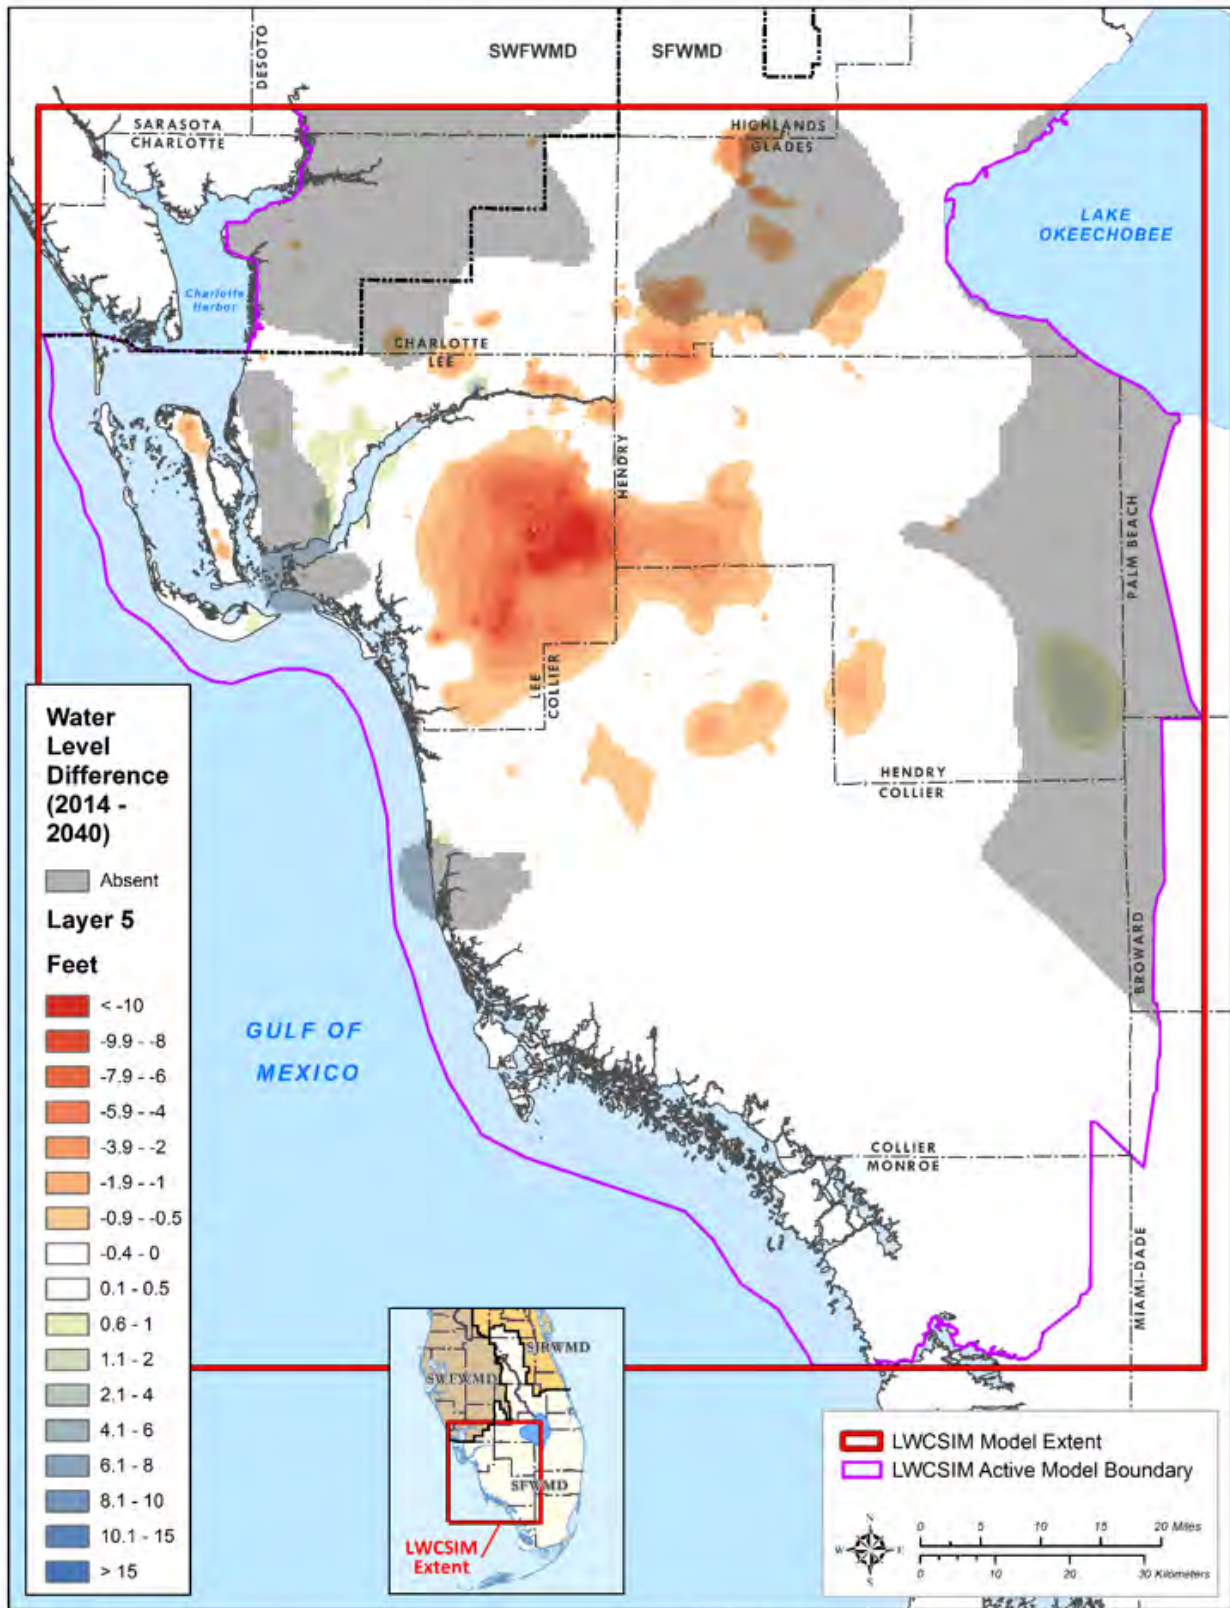 DESOTO
SWFWMD
SFWMD
SARASOTA
CHARLOTTE
HIGHLANDS
GLADES
LAKE
OKEECHOBEE
Charlotte
Harbor
CHARLOTTE
LEE
HENDRY
PALM BEACH
LEE
COLLIER
HENDRY
COLLIER
BROWARD
GULF OF
MEXICO
COLLIER
MONROE
MIAMI-DADE
Water
Level
Difference
(2014 -
2040)
Absent
Layer 5
Feet
< -10
-9.9 - -8
-7.9 - -6
-5.9 - -4
-3.9 - -2
-1.9 - -1
-0.9 - -0.5
-0.4 - 0
0.1 - 0.5
0.6 - 1
1.1 - 2
2.1 - 4
4.1 - 6
6.1 - 8
8.1 - 10
10.1 - 15
> 15
SJRWMD
SWFWMD
SFWMD
LWCSIM
Extent
LWCSIM Model Extent
LWCSIM Active Model Boundary
N
W E
S
0 5 10 15 20 Miles
0 10 20 30 Kilometers